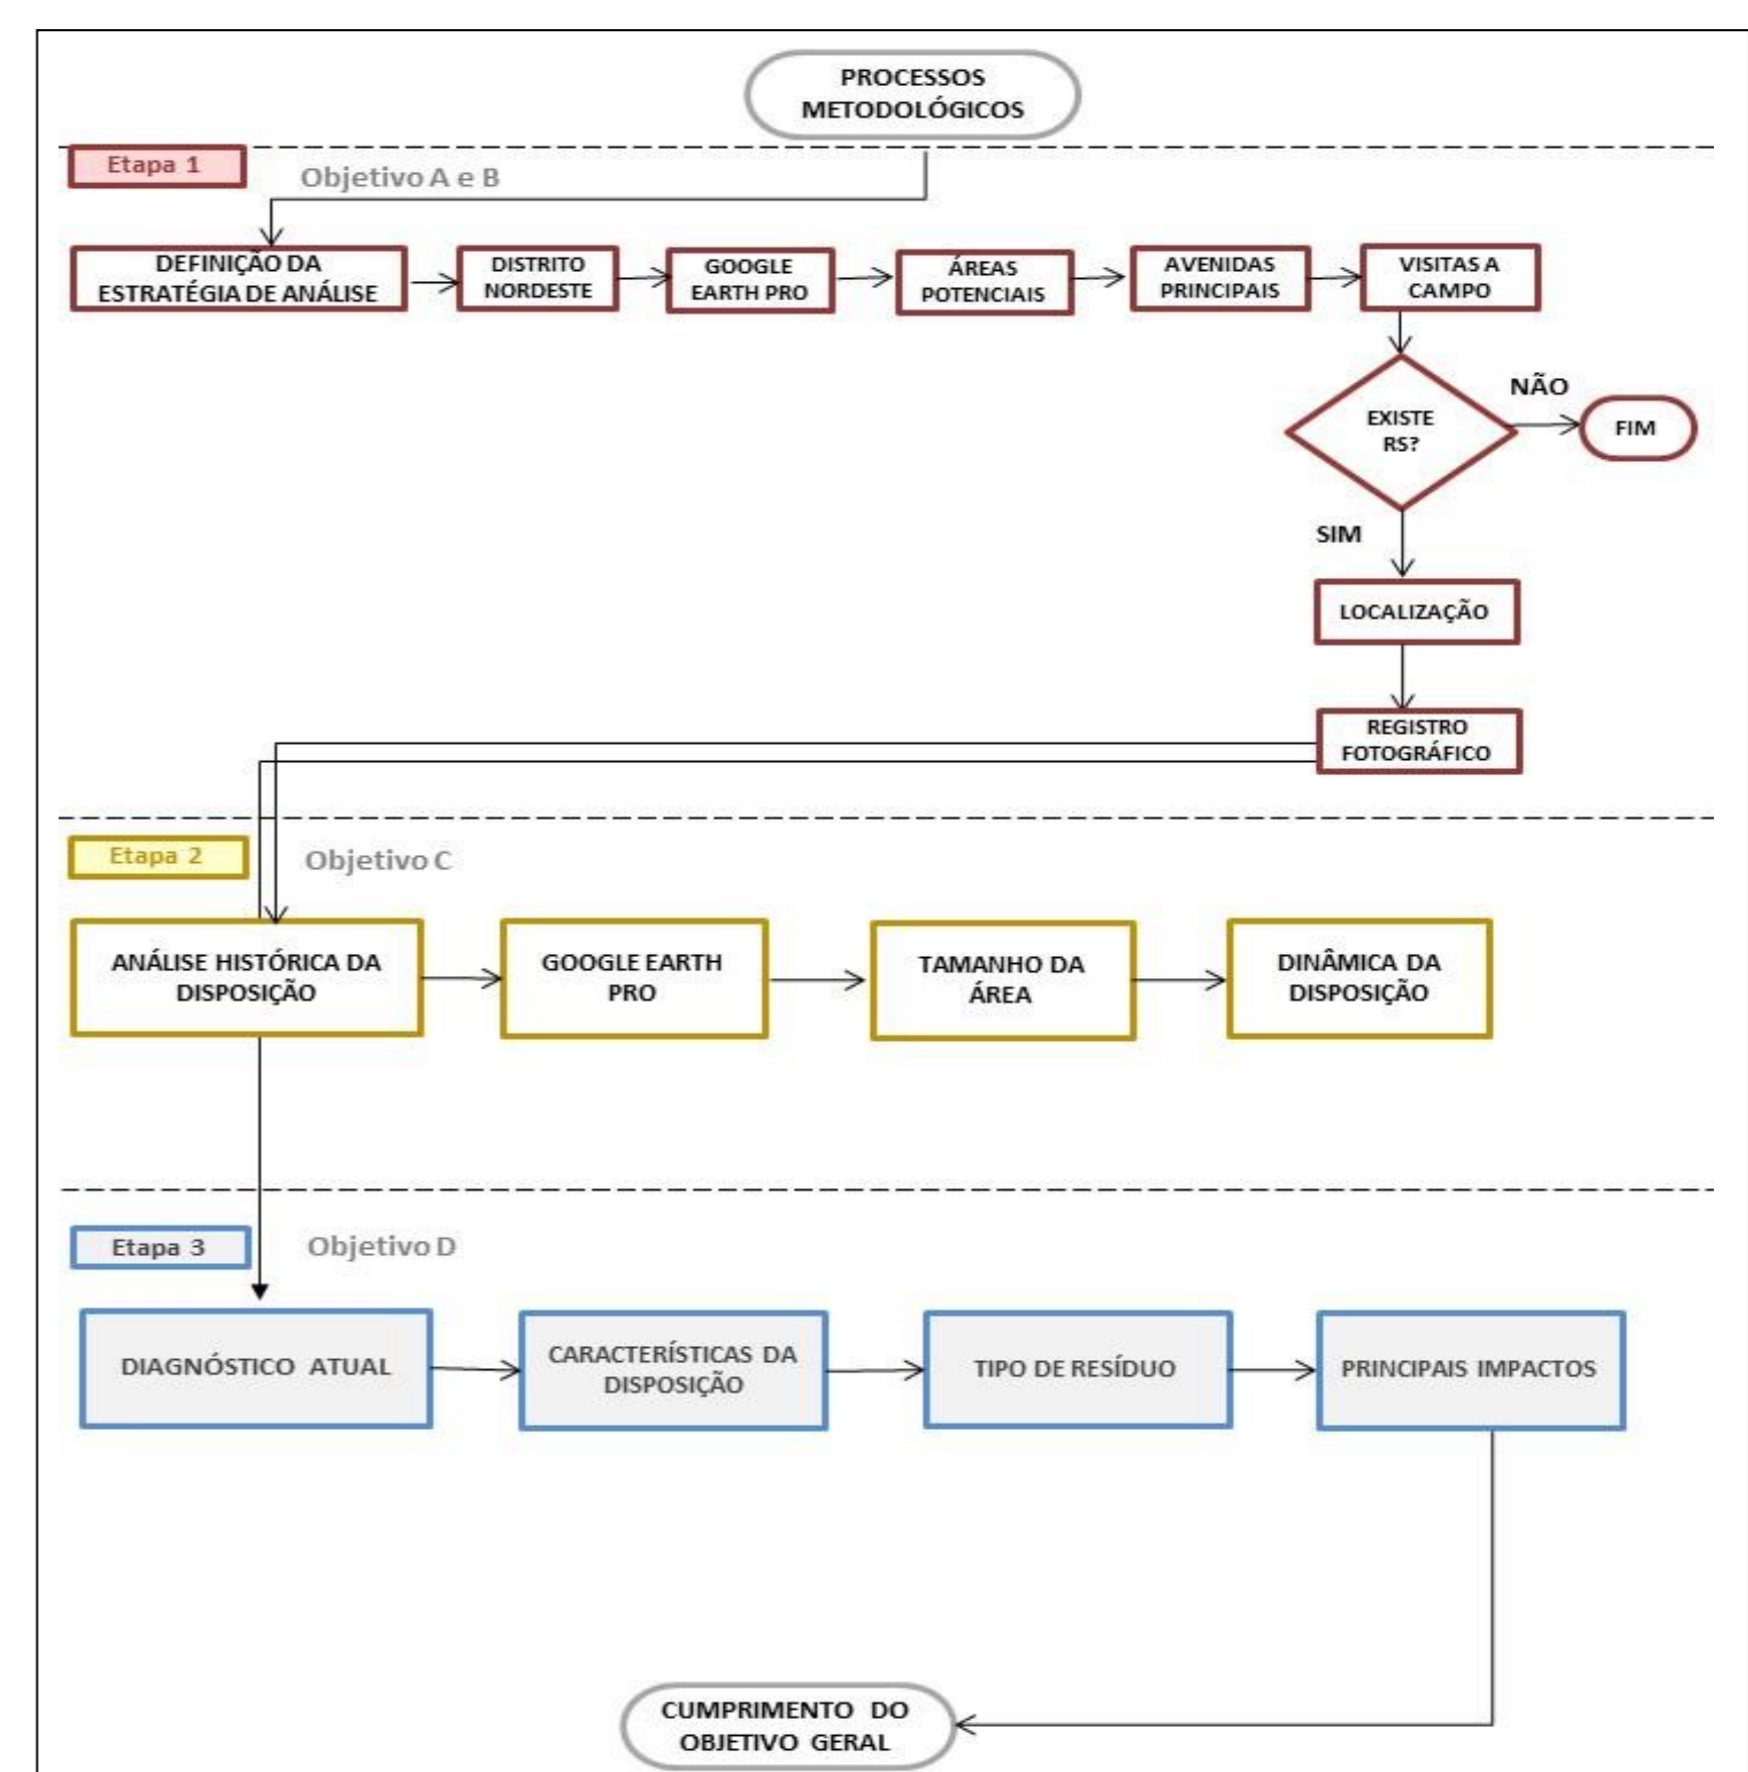 PROCESSOS
METODOLÓGICOS
Etapa 1
Objetivo A e B
DEFINIÇÃO DA
ESTRATÉGIA DE ANÁLISE
DISTRITO
NORDESTE
GOOGLE
EARTH PRO
ÁREAS
POTENCIAIS
AVENIDAS
PRINCIPAIS
VISITAS A
CAMPO
EXISTE
RS?
NÃO
FIM
SIM
LOCALIZAÇÃO
REGISTRO
FOTOGRÁFICO
Etapa 2
Objetivo C
ANÁLISE HISTÓRICA DA
DISPOSIÇÃO
GOOGLE EARTH
PRO
TAMANHO DA
ÁREA
DINÂMICA DA
DISPOSIÇÃO
Etapa 3
Objetivo D
DIAGNÓSTICO ATUAL
CARACTERÍSTICAS DA
DISPOSIÇÃO
TIPO DE RESÍDUO
PRINCIPAIS IMPACTOS
CUMPRIMENTO DO
OBJETIVO GERAL